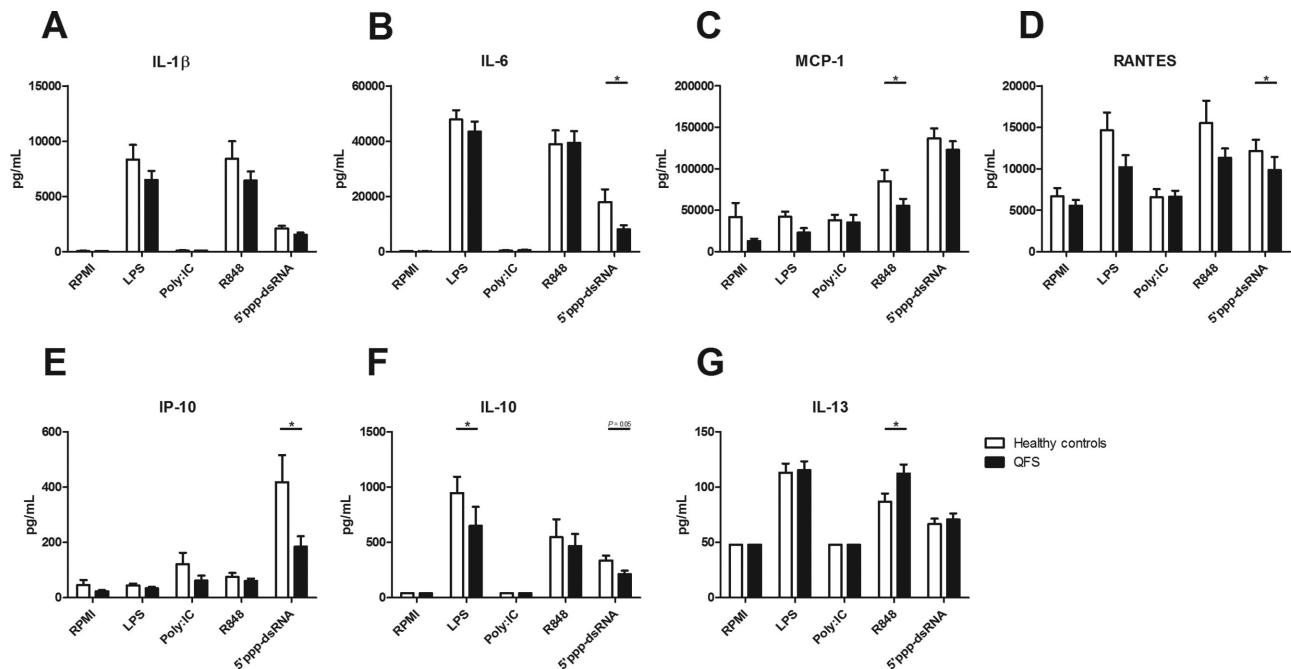 A
IL-1β
pg/mL
15000
10000
5000
0
RPMI
LPS
Poly:IC
R848
5'ppp-dsRNA
B
IL-6
*
pg/mL
60000
40000
20000
0
RPMI
LPS
Poly:IC
R848
5'ppp-dsRNA
C
MCP-1
*
pg/mL
200000
150000
100000
50000
0
RPMI
LPS
Poly:IC
R848
5'ppp-dsRNA
D
RANTES
*
pg/mL
20000
15000
10000
5000
0
RPMI
LPS
Poly:IC
R848
5'ppp-dsRNA
E
IP-10
*
pg/mL
600
400
200
0
RPMI
LPS
Poly:IC
R848
5'ppp-dsRNA
F
IL-10
*
P = 0.05
pg/mL
1500
1000
500
0
RPMI
LPS
Poly:IC
R848
5'ppp-dsRNA
G
IL-13
*
pg/mL
150
100
50
0
RPMI
LPS
Poly:IC
R848
5'ppp-dsRNA
Healthy controls
QFS